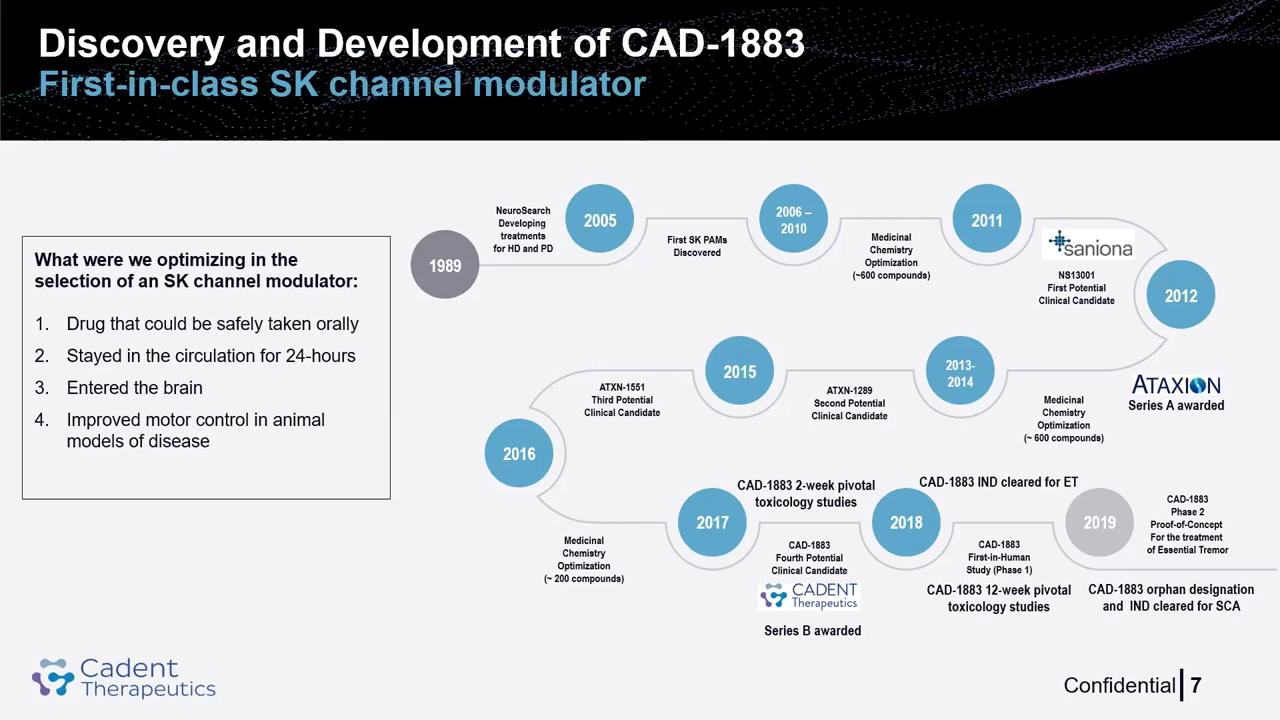 Discovery and Development of CAD-1883
First-in-class SK channel modulator
What were we optimizing in the
selection of an SK channel modulator:
1. Drug that could be safely taken orally
2. Stayed in the circulation for 24-hours
3. Entered the brain
4. Improved motor control in animal
models of disease
1989
NeuroSearch
Developing
treatments
for HD and PD
2005
First SK PAMs
Discovered
2006 –
2010
Medicinal
Chemistry
Optimization
(~600 compounds)
2011
saniona
NS13001
First Potential
Clinical Candidate
2012
ATAXION
Series A awarded
Medicinal
Chemistry
Optimization
(~ 600 compounds)
2013-
2014
ATXN-1289
Second Potential
Clinical Candidate
2015
ATXN-1551
Third Potential
Clinical Candidate
2016
Medicinal
Chemistry
Optimization
(~ 200 compounds)
2017
CAD-1883 2-week pivotal
toxicology studies
CAD-1883
Fourth Potential
Clinical Candidate
CADENT
Therapeutics
Series B awarded
2018
CAD-1883 IND cleared for ET
CAD-1883
First-in-Human
Study (Phase 1)
CAD-1883 12-week pivotal
toxicology studies
2019
CAD-1883
Phase 2
Proof-of-Concept
For the treatment
of Essential Tremor
CAD-1883 orphan designation
and IND cleared for SCA
Cadent
Therapeutics
Confidential 7